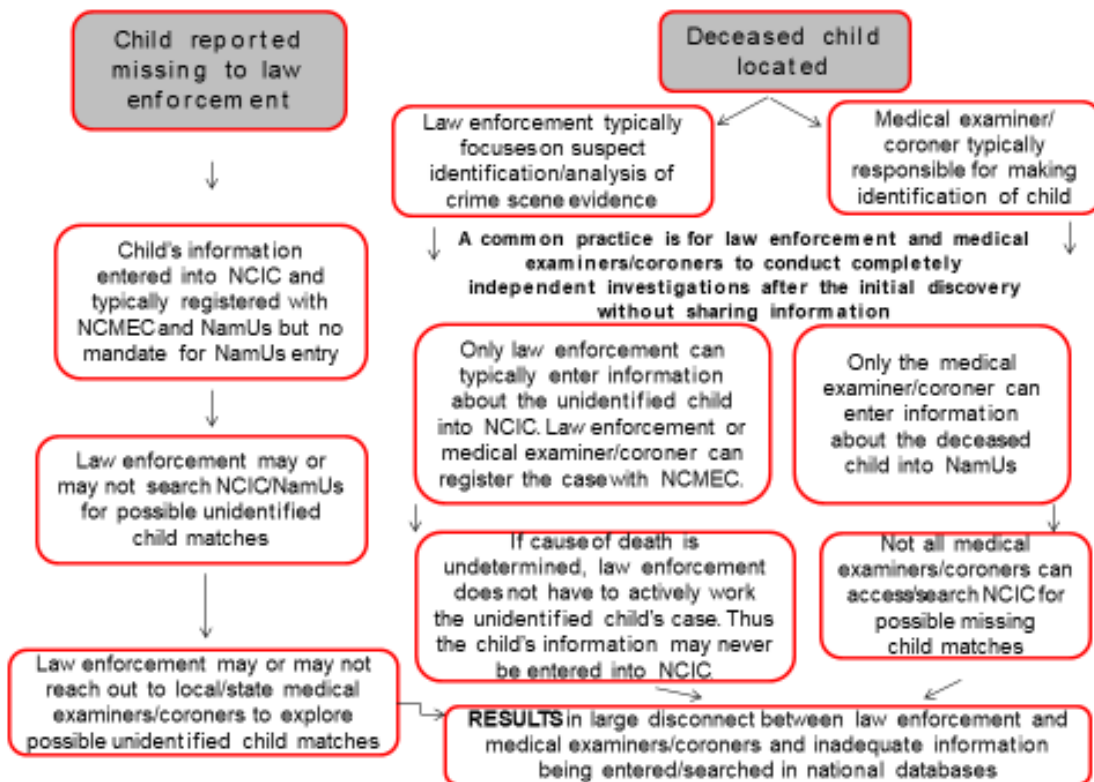 Child reported
missing to law
enforcement
Deceased child
located
Law enforcement typically
focuses on suspect
identification/analysis of
crime scene evidence
Medical examiner/
coroner typically
responsible for making
identification of child
A common practice is for law enforcement and medical
examiners/coroners to conduct completely
independent investigations after the initial discovery
without sharing information
Child's information
entered into NCIC and
typically registered with
NCMEC and NamUs but no
mandate for NamUs entry
Only law enforcement can
typically enter information
about the unidentified child
into NCIC. Law enforcement or
medical examiner/coroner can
register the case with NCMEC.
Only the medical
examiner/coroner can
enter information
about the deceased
child into NamUs
Law enforcement may or
may not search NCIC/NamUs
for possible unidentified
child matches
If cause of death is
undetermined, law enforcement
does not have to actively work
the unidentified child's case. Thus
the child's information may never
be entered into NCIC.
Not all medical
examiners/coroners can
access/search NCIC for
possible missing
child matches
Law enforcement may or may not
reach out to local/state medical
examiners/coroners to explore
possible unidentified child matches
RESULTS in large disconnect between law enforcement and
medical examiners/coroners and inadequate information
being entered/searched in national databases